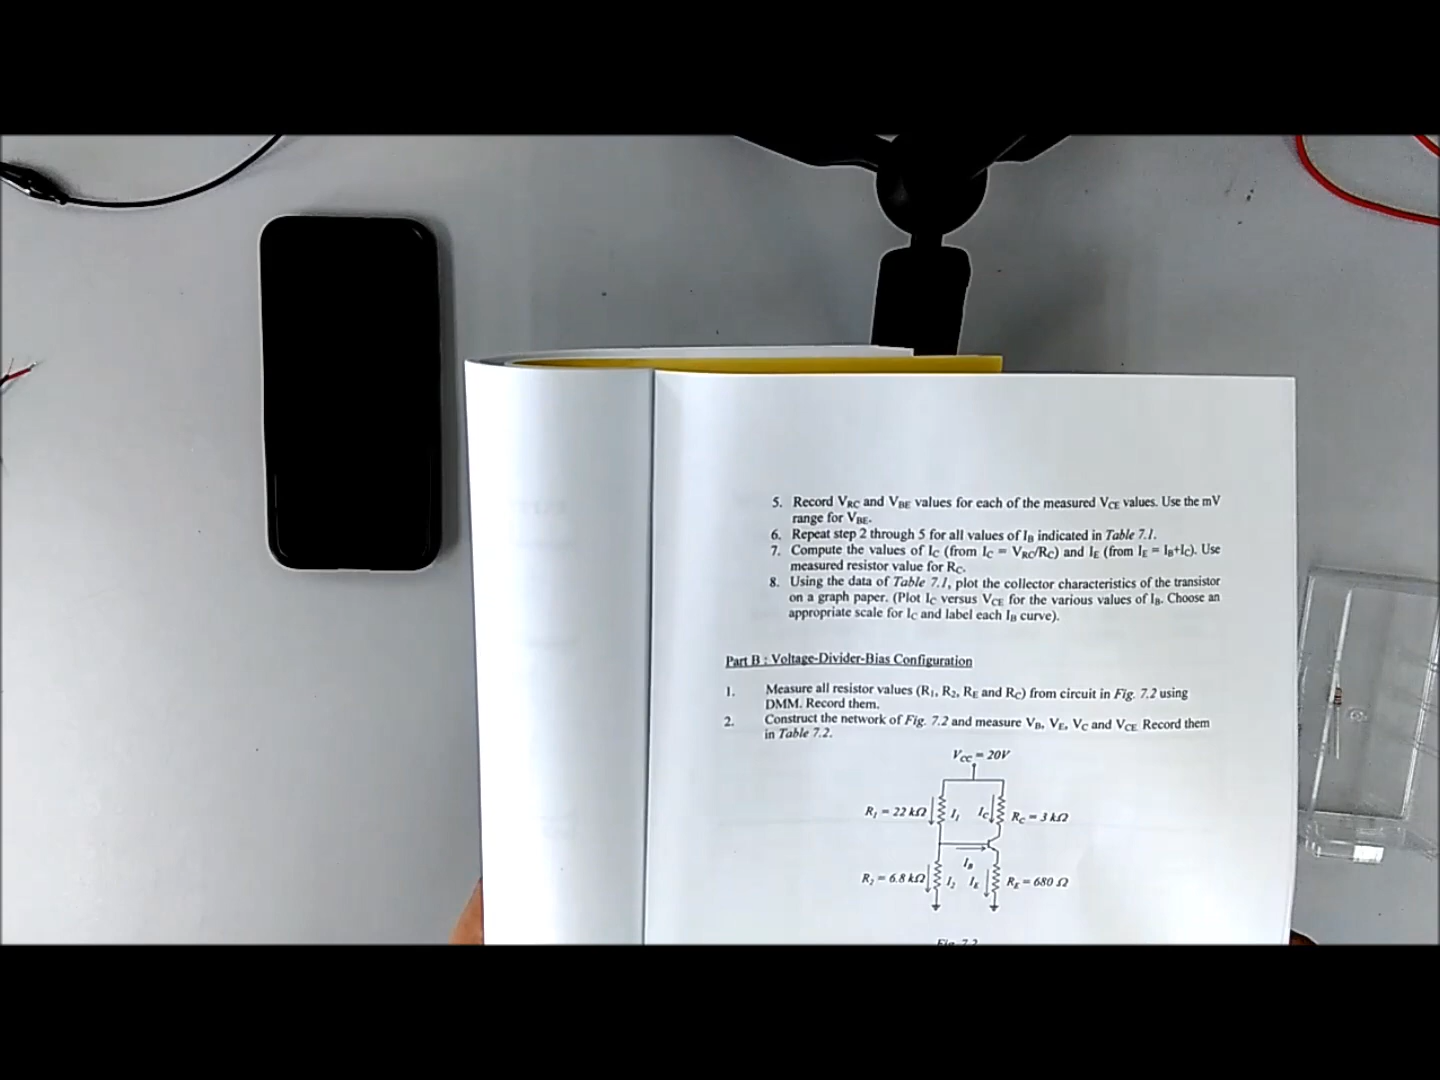 5. Record VRC and VBE values for each of the measured VCE values. Use the mV
range for VBE.
6. Repeat step 2 through 5 for all values of IB indicated in Table 7.1.
7. Compute the values of IC (from IC = VRC/RC) and IE (from IE = IB+IC). Use
measured resistor value for RC.
8. Using the data of Table 7.1, plot the collector characteristics of the transistor
on a graph paper. (Plot IC versus VCE for the various values of IB. Choose an
appropriate scale for IC and label each IB curve).
Part B : Voltage-Divider-Bias Configuration
1. Measure all resistor values (R1, R2, RE and RC) from circuit in Fig. 7.2 using
DMM. Record them.
2. Construct the network of Fig. 7.2 and measure VB, VE, VC and VCE Record them
in Table 7.2.
VCC = 20V
R1 = 22 kΩ I1 IC RC = 3 kΩ
IB
R2 = 6.8 kΩ I2 IE RE = 680 Ω
Fig. 7.2